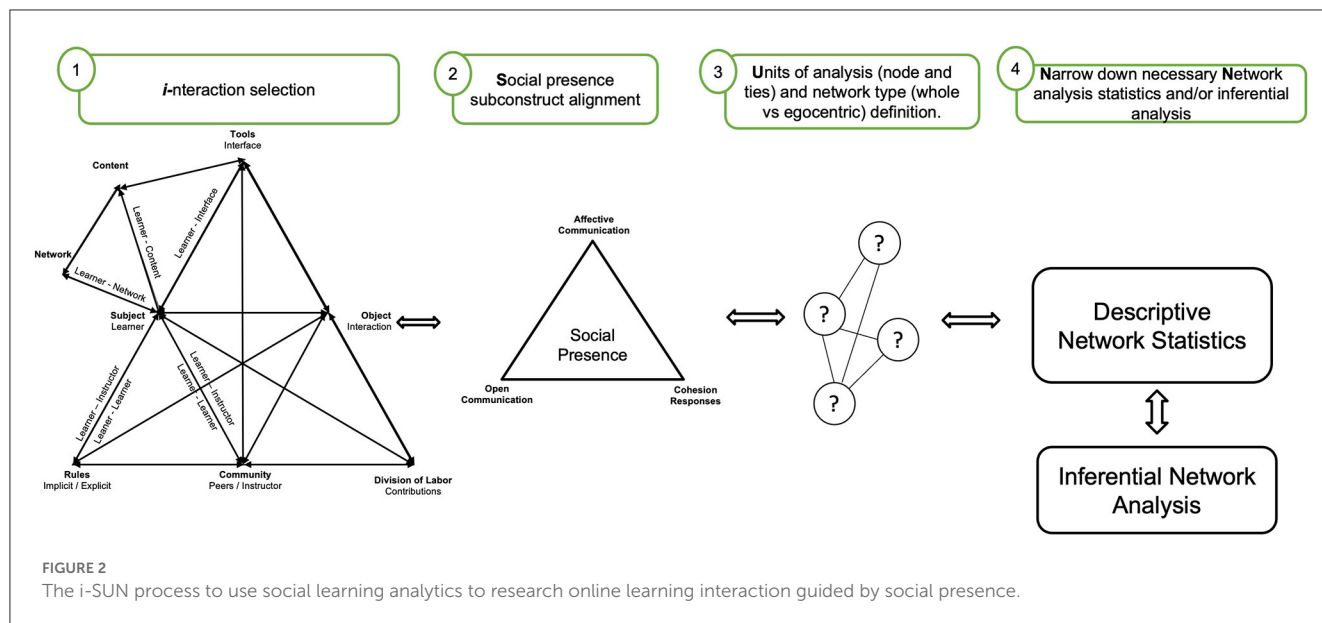 1
i-nteraction selection
2
Social presence
subconstruct alignment
3
Units of analysis (node and
ties) and network type (whole
vs egocentric) definition.
4
Narrow down necessary Network
analysis statistics and/or inferential
analysis
Tools
Interface
Content
Network
Learner - Interface
Learner - Content
Learner - Network
Subject
Learner
Object
Interaction
Learner – Instructor
Leaner - Learner
Learner – Instructor
Learner - Learner
Rules
Implicit / Explicit
Community
Peers / Instructor
Division of Labor
Contributions
Affective
Communication
Social
Presence
Open
Communication
Cohesion
Responses
?
?
?
?
Descriptive
Network Statistics
Inferential Network
Analysis
FIGURE 2
The i-SUN process to use social learning analytics to research online learning interaction guided by social presence.